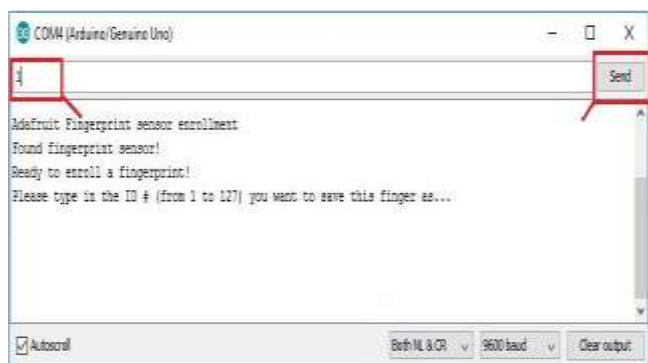 COM4 (Arduino/Genuino Uno)
1
Send
Adafruit Fingerprint sensor enrollment
Found fingerprint sensor!
Ready to enroll a fingerprint!
Please type in the ID # (from 1 to 127) you want to save this finger as...
Autoscroll
Both NL & CR
9600 baud
Clear output